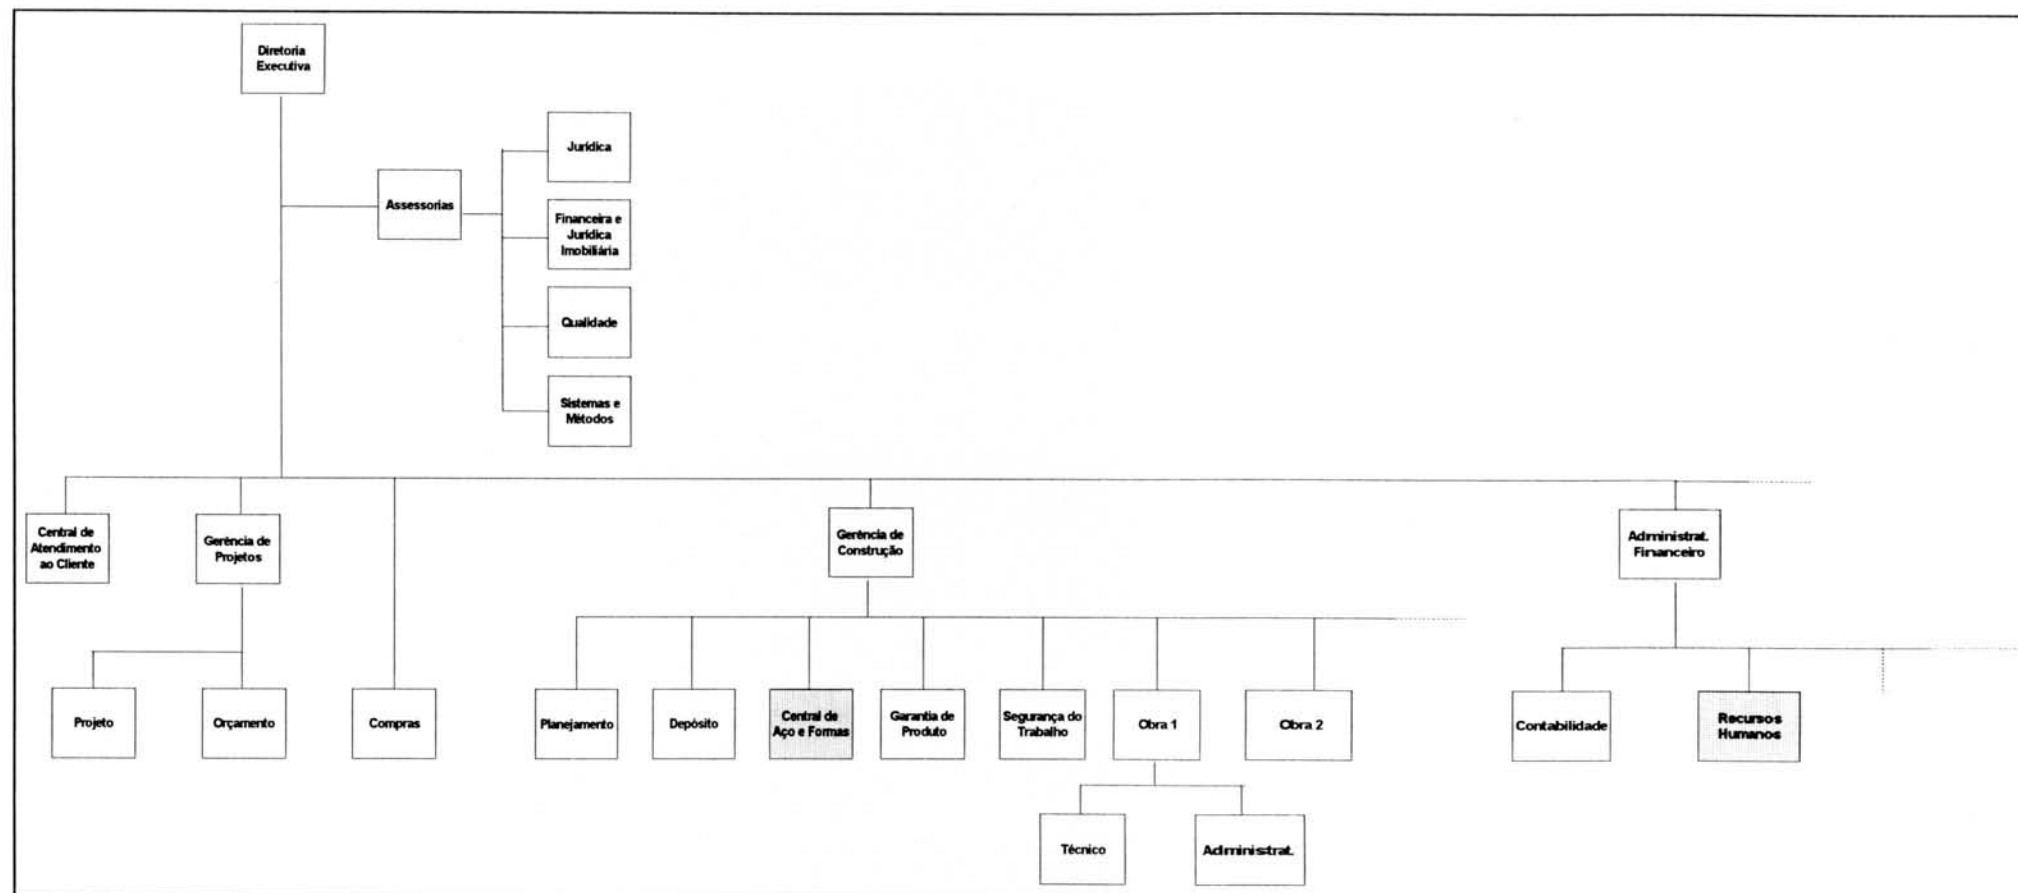 Diretoria
Executiva
Jurídica
Assessorias
Financeira e
Jurídica
Imobiliária
Qualidade
Sistemas e
Métodos
Central de
Atendimento
ao Cliente
Gerência de
Projetos
Gerência de
Construção
Administrat.
Financeiro
Projeto
Orçamento
Compras
Planejamento
Depósito
Central de
Aço e Formas
Garantia de
Produto
Segurança do
Trabalho
Obra 1
Obra 2
Contabilidade
Recursos
Humanos
Técnico
Administrat.